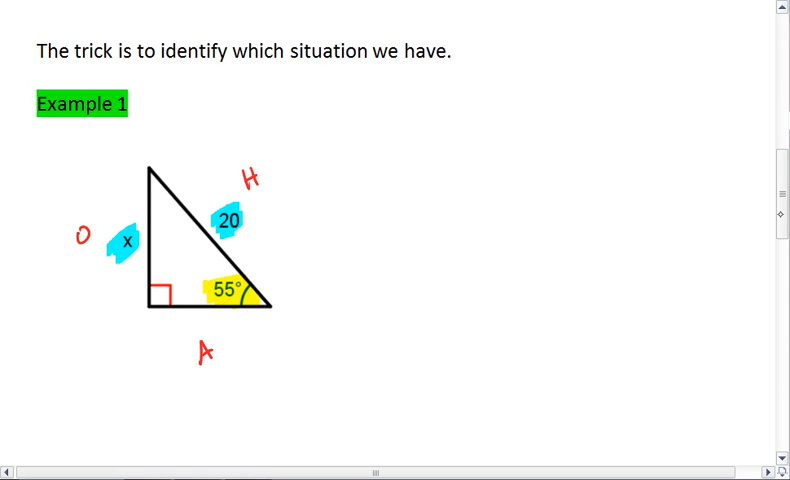 The trick is to identify which situation we have.
Example 1
H
20
O
x
55°
A